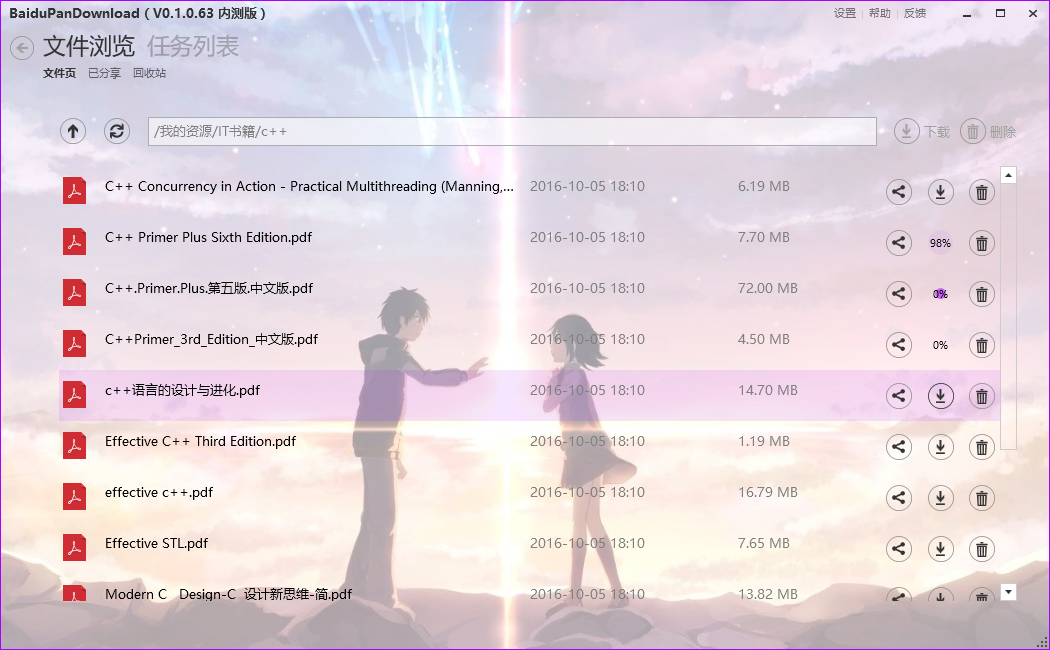 BaiduPanDownload ( V0.1.0.63 内测版 )
设置 | 帮助 | 反馈
文件浏览 任务列表
文件页 已分享 回收站
/我的资源/IT书籍/c++ 下载 删除
C++ Concurrency in Action - Practical Multithreading (Manning,... 2016-10-05 18:10 6.19 MB
C++ Primer Plus Sixth Edition.pdf 2016-10-05 18:10 7.70 MB 98%
C++.Primer.Plus.第五版.中文版.pdf 2016-10-05 18:10 72.00 MB 0%
C++Primer_3rd_Edition_中文版.pdf 2016-10-05 18:10 4.50 MB 0%
c++语言的设计与进化.pdf 2016-10-05 18:10 14.70 MB
Effective C++ Third Edition.pdf 2016-10-05 18:10 1.19 MB
effective c++.pdf 2016-10-05 18:10 16.79 MB
Effective STL.pdf 2016-10-05 18:10 7.65 MB
Modern C Design-C 设计新思维-简.pdf 2016-10-05 18:10 13.82 MB